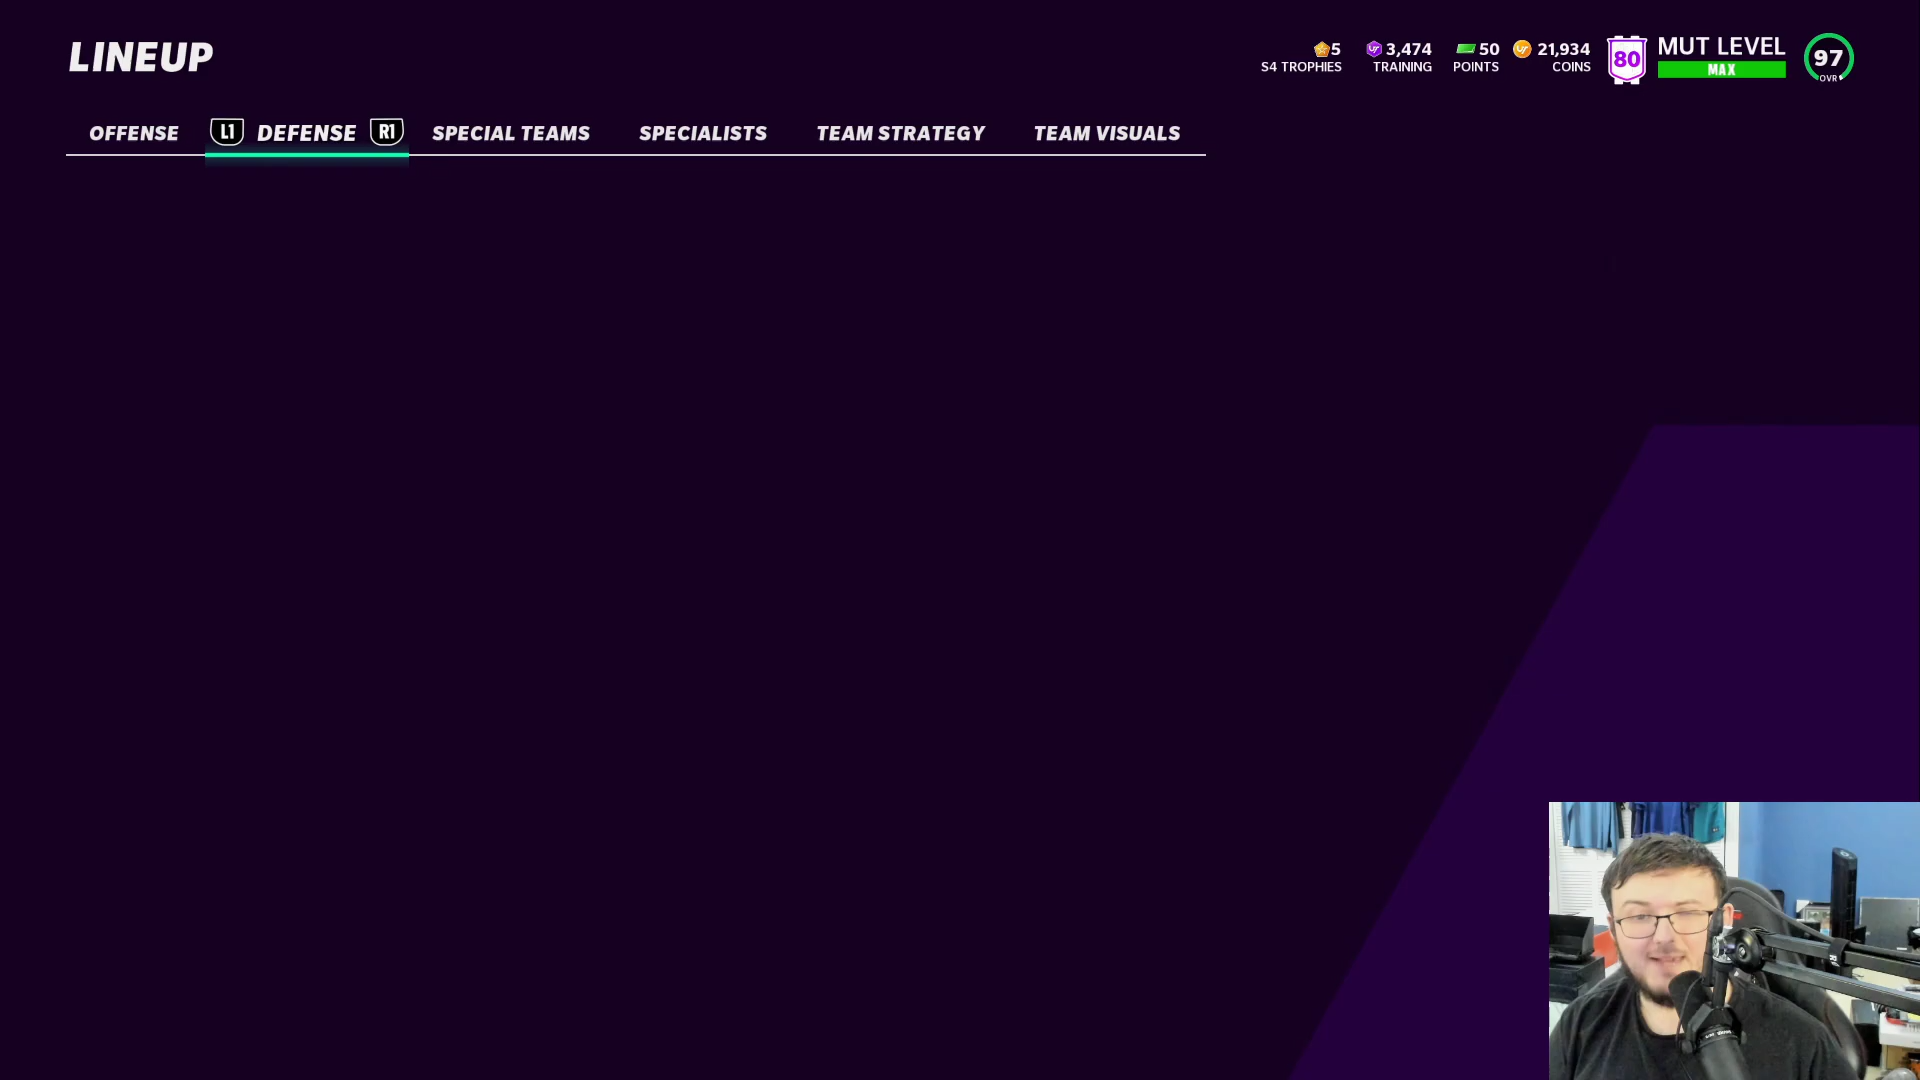 LINEUP
5
S4 TROPHIES
3,474
TRAINING
50
POINTS
21,934
COINS
80
MUT LEVEL
MAX
97
OVR
OFFENSE
L1
DEFENSE
R1
SPECIAL TEAMS
SPECIALISTS
TEAM STRATEGY
TEAM VISUALS